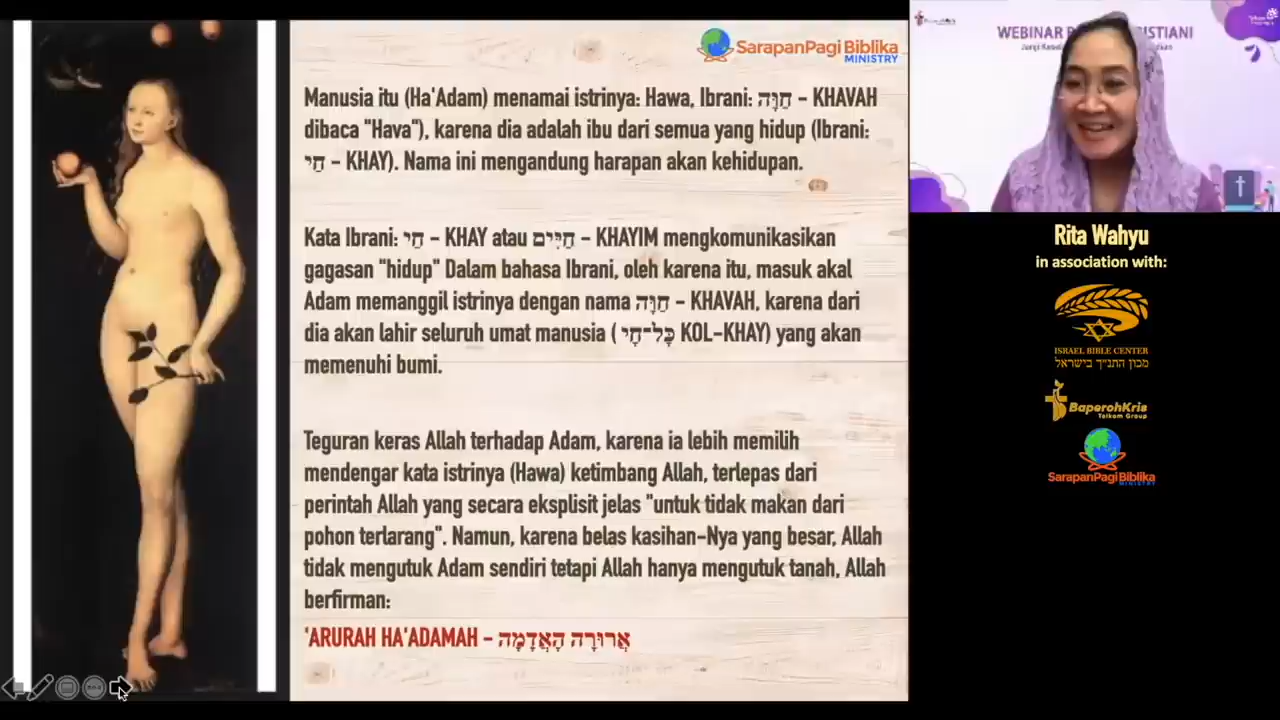 SarapanPagi Biblika
MINISTRY
Manusia itu (Ha'Adam) menamai istrinya: Hawa, Ibrani: חַוָּה – KHAVAH
dibaca "Hava"), karena dia adalah ibu dari semua yang hidup (Ibrani:
חַי – KHAY). Nama ini mengandung harapan akan kehidupan.
Kata Ibrani: חַי – KHAY atau חַיִּים – KHAYIM mengkomunikasikan
gagasan "hidup" Dalam bahasa Ibrani, oleh karena itu, masuk akal
Adam memanggil istrinya dengan nama חַוָּה – KHAVAH, karena dari
dia akan lahir seluruh umat manusia ( כָּל־חָי KOL-KHAY) yang akan
memenuhi bumi.
Teguran keras Allah terhadap Adam, karena ia lebih memilih
mendengar kata istrinya (Hawa) ketimbang Allah, terlepas dari
perintah Allah yang secara eksplisit jelas "untuk tidak makan dari
pohon terlarang". Namun, karena belas kasihan-Nya yang besar, Allah
tidak mengutuk Adam sendiri tetapi Allah hanya mengutuk tanah, Allah
berfirman:
'ARURAH HA'ADAMAH – אֲרוּרָה הָאֲדָמָה
WEBINAR
Rita Wahyu
in association with:
ISRAEL BIBLE CENTER
מכון התנ״ך בישראל
BaperohKris
Telkom Group
SarapanPagi Biblika
MINISTRY